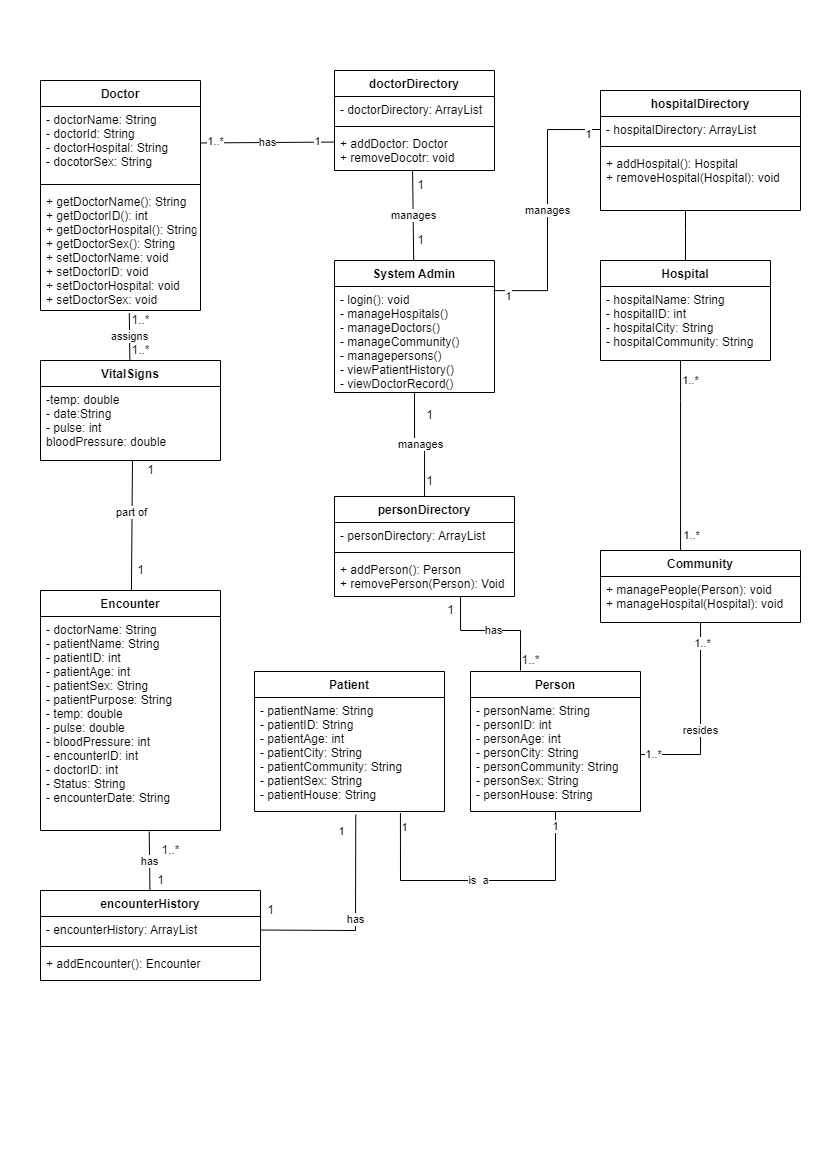 Doctor
- doctorName: String
- doctorId: String
- doctorHospital: String
- docotorSex: String
+ getDoctorName(): String
+ getDoctorID(): int
+ getDoctorHospital(): String
+ getDoctorSex(): String
+ setDoctorName: void
+ setDoctorID: void
+ setDoctorHospital: void
+ setDoctorSex: void
1..*
has
1
doctorDirectory
- doctorDirectory: ArrayList
+ addDoctor: Doctor
+ removeDocotr: void
1
manages
1
hospitalDirectory
- hospitalDirectory: ArrayList
+ addHospital(): Hospital
+ removeHospital(Hospital): void
1
manages
1
System Admin
- login(): void
- manageHospitals()
- manageDoctors()
- manageCommunity()
- managepersons()
- viewPatientHistory()
- viewDoctorRecord()
Hospital
- hospitalName: String
- hospitalID: int
- hospitalCity: String
- hospitalCommunity: String
1..*
assigns
1..*
VitalSigns
-temp: double
- date:String
- pulse: int
bloodPressure: double
1
part of
1
1
manages
1
1..*
1..*
personDirectory
- personDirectory: ArrayList
+ addPerson(): Person
+ removePerson(Person): Void
1
has
1..*
Community
+ managePeople(Person): void
+ manageHospital(Hospital): void
1..*
resides
1..*
Encounter
- doctorName: String
- patientName: String
- patientID: int
- patientAge: int
- patientSex: String
- patientPurpose: String
- temp: double
- pulse: double
- bloodPressure: int
- encounterID: int
- doctorID: int
- Status: String
- encounterDate: String
Patient
- patientName: String
- patientID: String
- patientAge: int
- patientCity: String
- patientCommunity: String
- patientSex: String
- patientHouse: String
Person
- personName: String
- personID: int
- personAge: int
- personCity: String
- personCommunity: String
- personSex: String
- personHouse: String
1..*
has
1
1
1
1
is a
1
has
encounterHistory
- encounterHistory: ArrayList
+ addEncounter(): Encounter